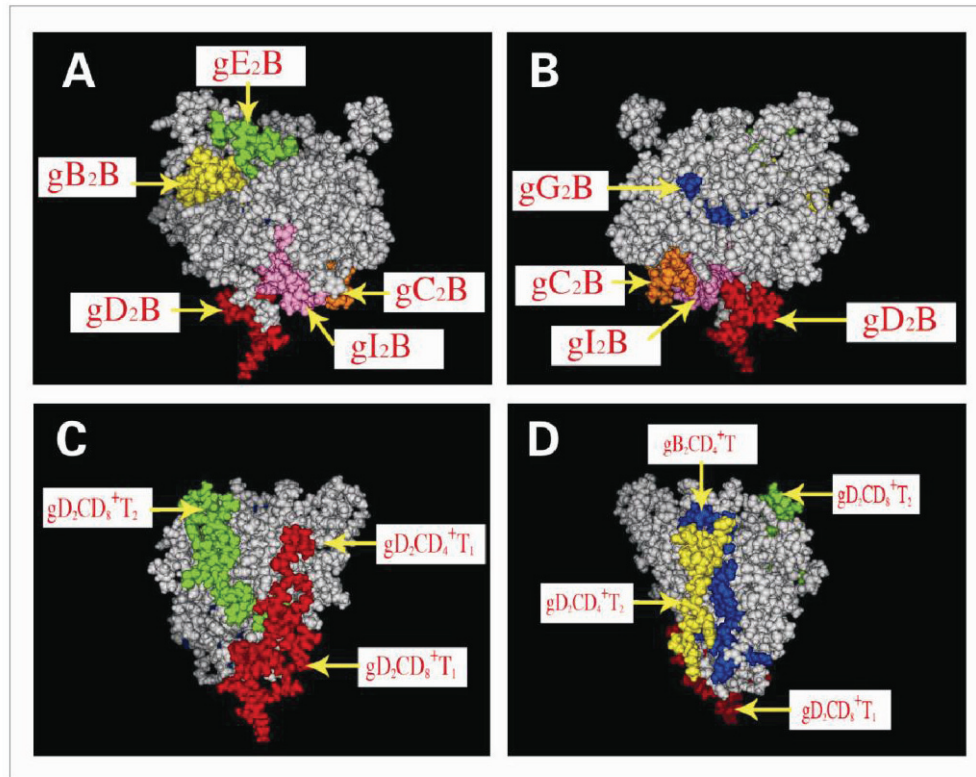 A
gE₂B
gB₂B
gD₂B
gC₂B
gI₂B
B
gG₂B
gC₂B
gI₂B
gD₂B
C
gD₂CD₈⁺T₂
gD₂CD₄⁺T₁
gD₂CD₈⁺T₁
D
gB₂CD₄⁺T
gD₂CD₈⁺T₂
gD₂CD₄⁺T₂
gD₂CD₈⁺T₁